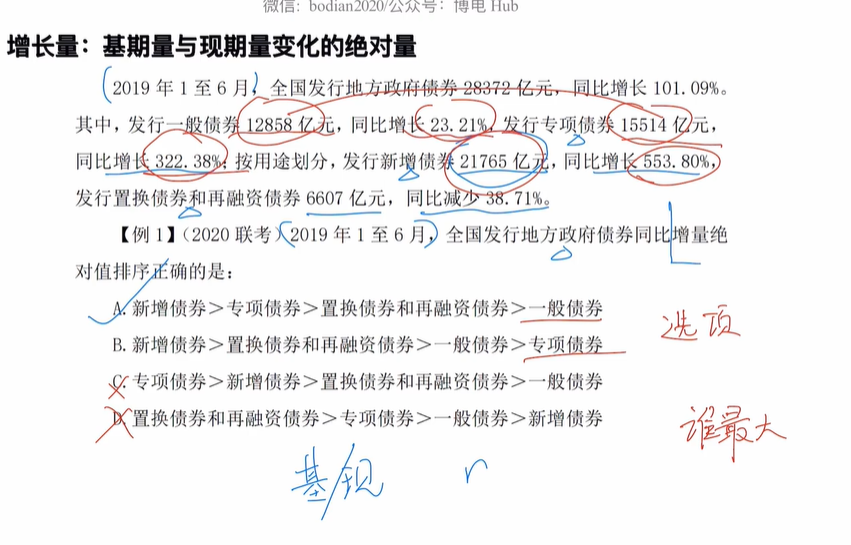 微信: bodian2020/公众号: 博电 Hub
增长量：基期量与现期量变化的绝对量
2019 年 1 至 6 月，全国发行地方政府债券 28372 亿元，同比增长 101.09%。
其中，发行一般债券 12858 亿元，同比增长 23.21%，发行专项债券 15514 亿元，
同比增长 322.38%；按用途划分，发行新增债券 21765 亿元，同比增长 553.80%，
发行置换债券和再融资债券 6607 亿元，同比减少 38.71%。
【例 1】（2020 联考）2019 年 1 至 6 月，全国发行地方政府债券同比增量绝
对值排序正确的是：
A. 新增债券＞专项债券＞置换债券和再融资债券＞一般债券
B. 新增债券＞置换债券和再融资债券＞一般债券＞专项债券
C. 专项债券＞新增债券＞置换债券和再融资债券＞一般债券
D. 置换债券和再融资债券＞专项债券＞一般债券＞新增债券
选项
谁最大
基/现 r